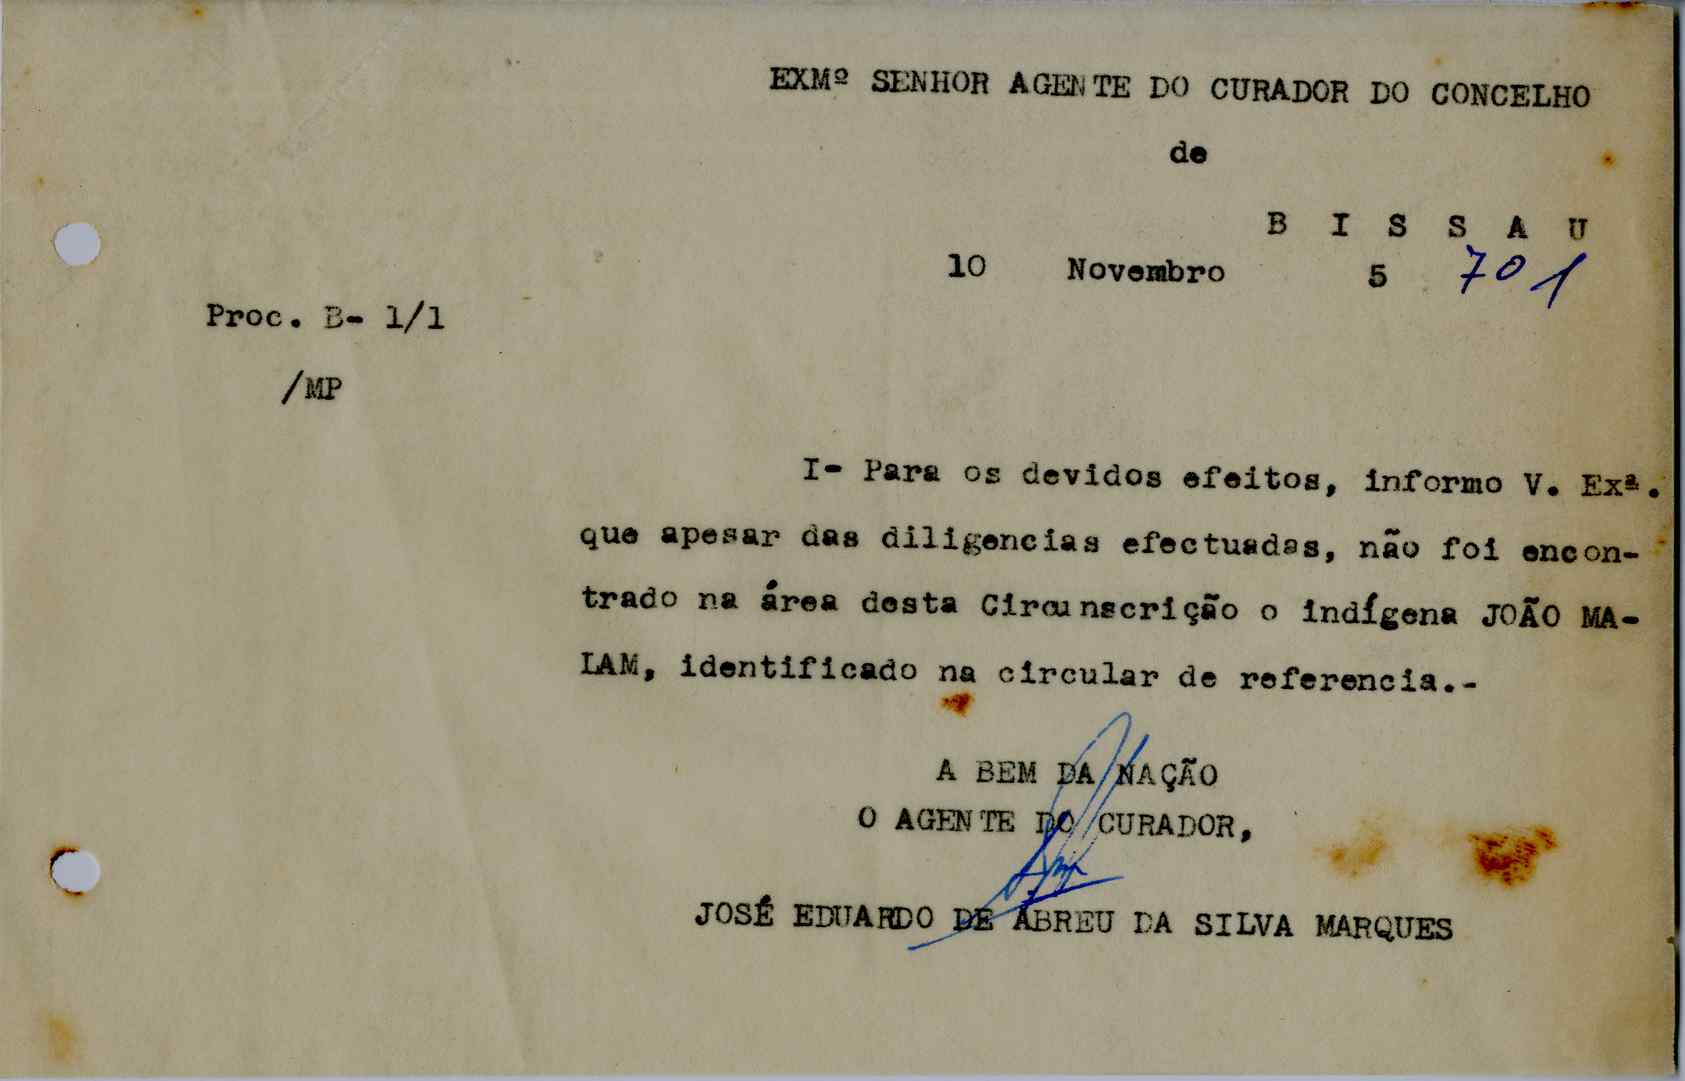 EXMº SENHOR AGENTE DO CURADOR DO CONCELHO
de
B I S S A U
10 Novembro 5 701
Proc. B- 1/1
/MP
I- Para os devidos efeitos, informo V. Exª.
que apesar das diligencias efectuadas, não foi encon-
trado na área desta Circunscrição o indígena JOÃO MA-
IAM, identificado na circular de referencia.-
A BEM DA NAÇÃO
O AGENTE DO CURADOR,
JOSÉ EDUARDO DE ABREU DA SILVA MARQUES